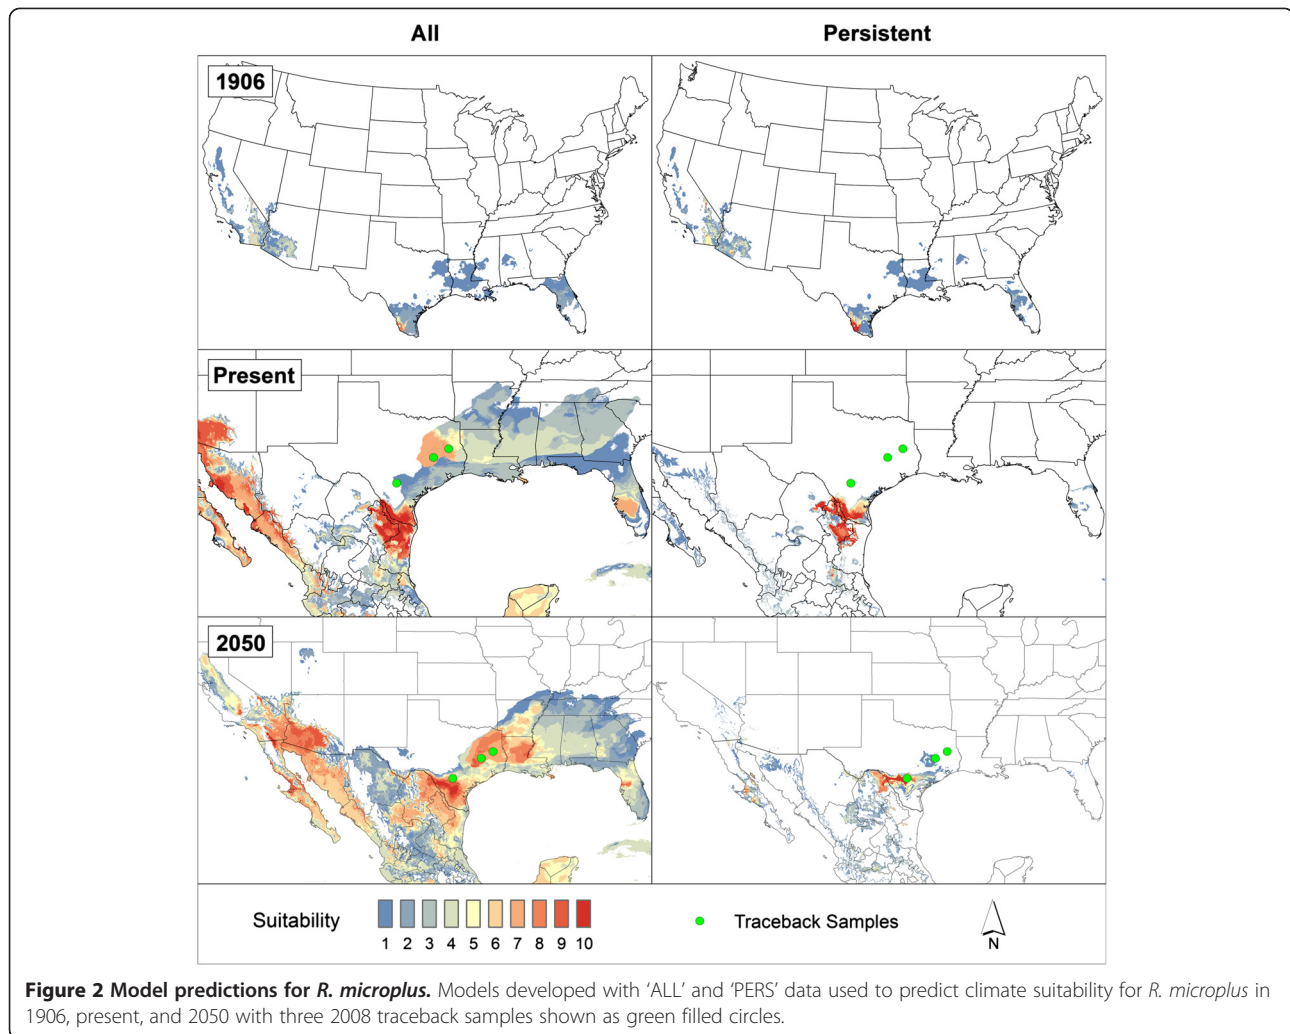 All Persistent
1906
Present
2050
Suitability
1 2 3 4 5 6 7 8 9 10
Traceback Samples
N
Figure 2 Model predictions for R. microplus. Models developed with ‘ALL’ and ‘PERS’ data used to predict climate suitability for R. microplus in
1906, present, and 2050 with three 2008 traceback samples shown as green filled circles.